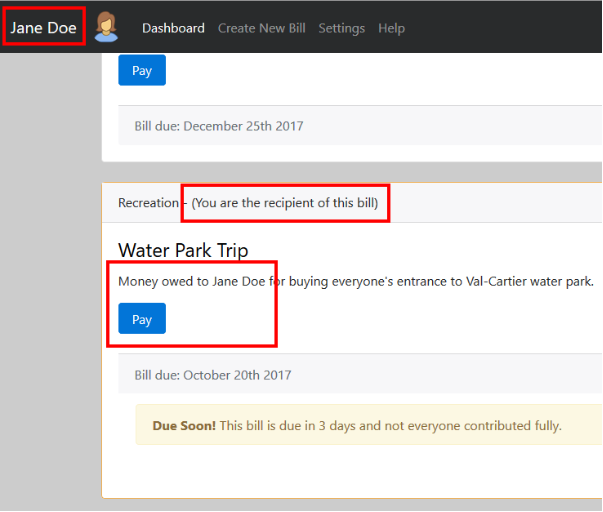 Jane Doe Dashboard Create New Bill Settings Help
Pay
Bill due: December 25th 2017
Recreation - (You are the recipient of this bill)
Water Park Trip
Money owed to Jane Doe for buying everyone's entrance to Val-Cartier water park.
Pay
Bill due: October 20th 2017
Due Soon! This bill is due in 3 days and not everyone contributed fully.